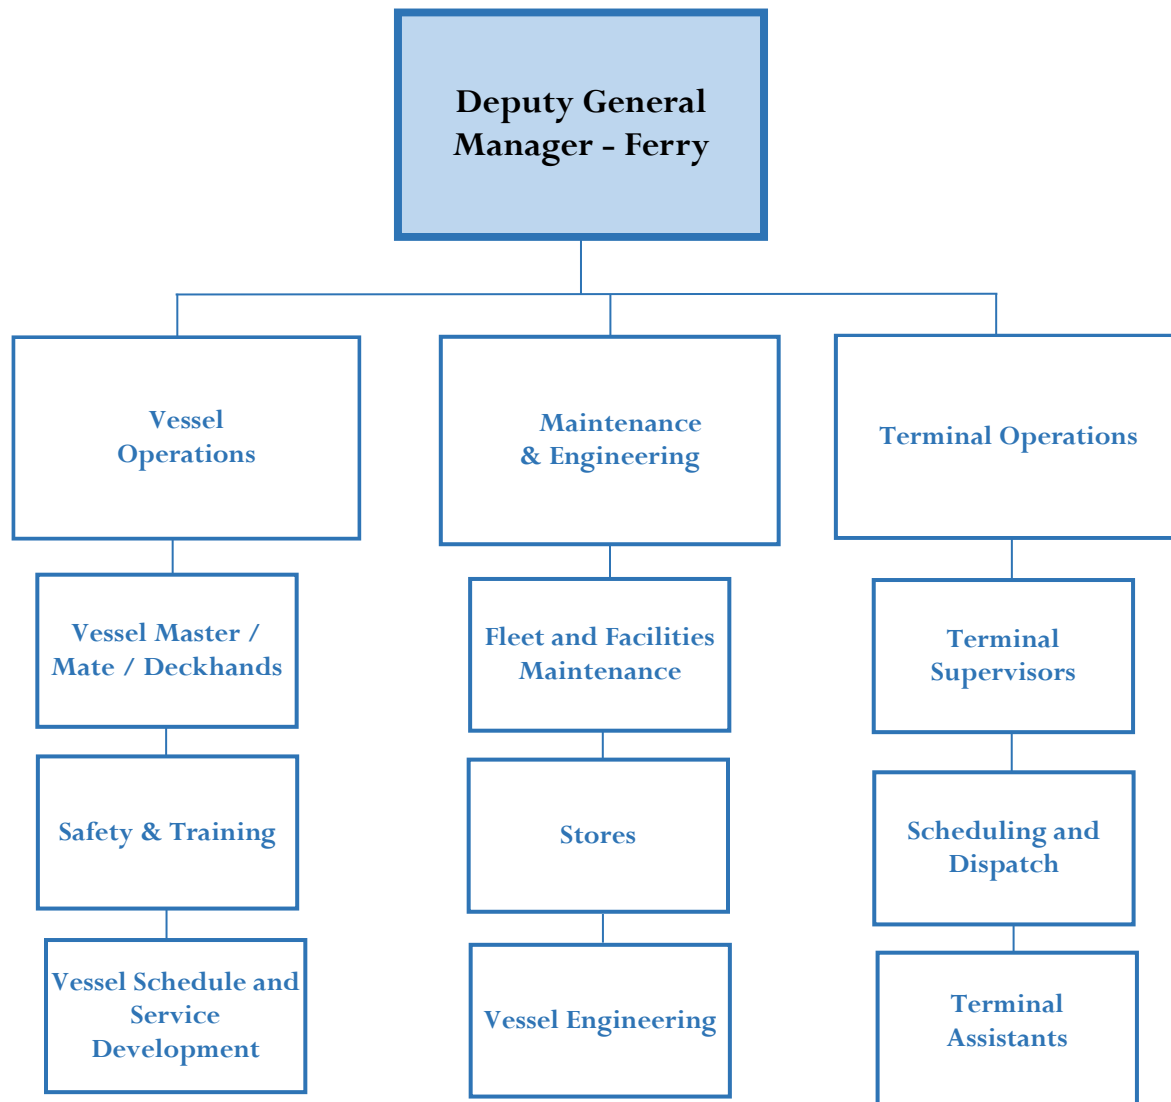 Deputy General
Manager - Ferry
Vessel
Operations
Maintenance
& Engineering
Terminal Operations
Vessel Master /
Mate / Deckhands
Fleet and Facilities
Maintenance
Terminal
Supervisors
Safety & Training
Stores
Scheduling and
Dispatch
Vessel Schedule and
Service
Development
Vessel Engineering
Terminal
Assistants